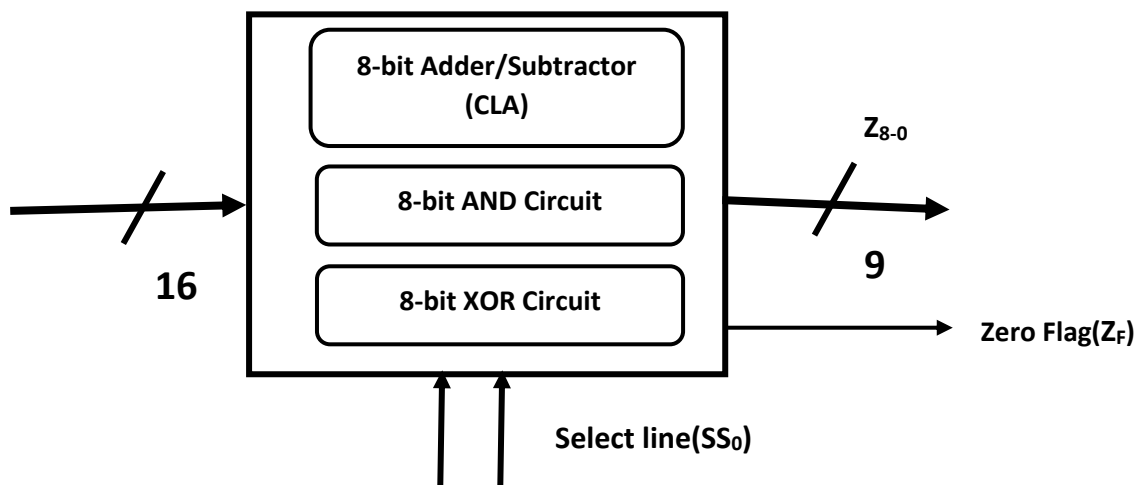 8-bit Adder/Subtractor
(CLA)
Z8-0
8-bit AND Circuit
16
9
8-bit XOR Circuit
Zero Flag(ZF)
Select line(SS0)